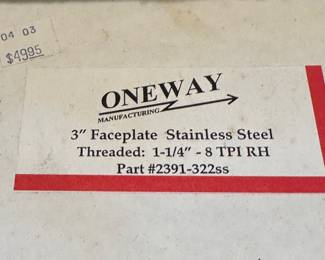 04 03
$4995
ONEWAY
MANUFACTURING
3" Faceplate Stainless Steel
Threaded: 1-1/4" - 8 TPI RH
Part #2391-322ss